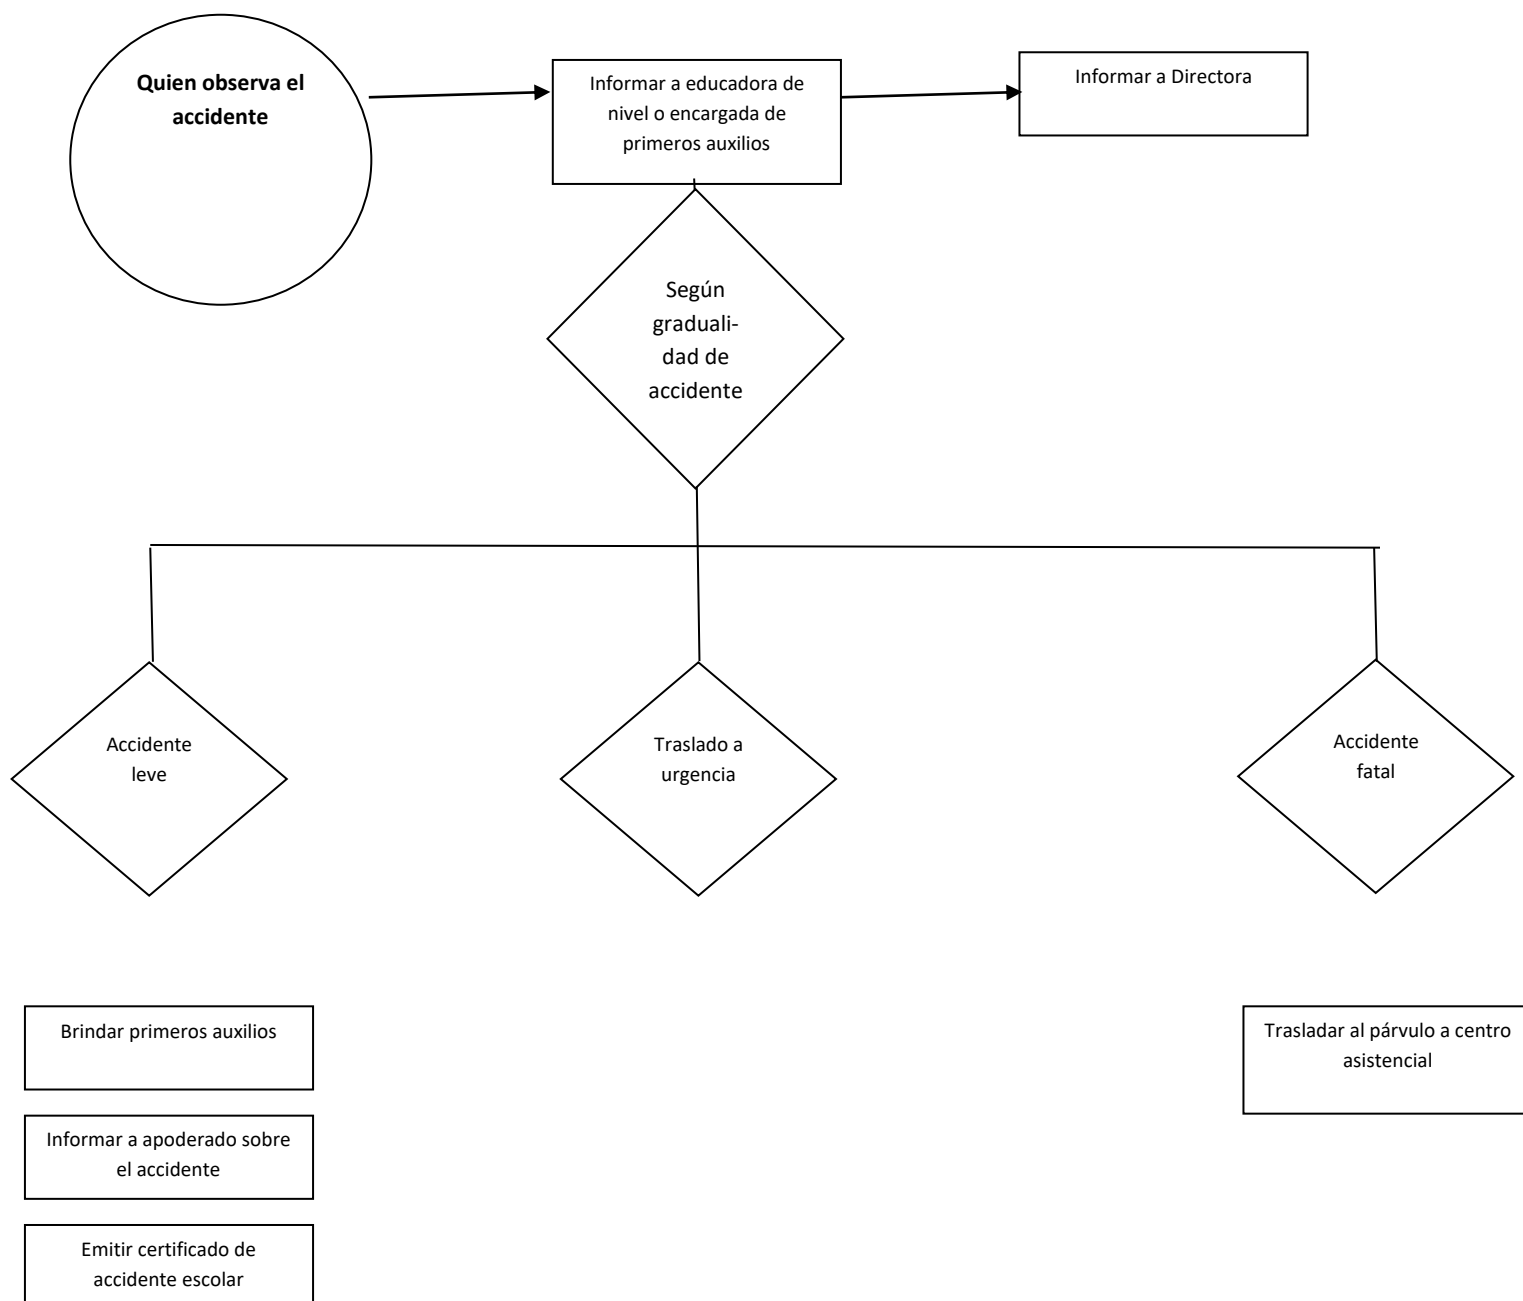 Quien observa el
accidente
Informar a educadora de
nivel o encargada de
primeros auxilios
Informar a Directora
Según
graduali-
dad de
accidente
Accidente
leve
Traslado a
urgencia
Accidente
fatal
Brindar primeros auxilios
Trasladar al párvulo a centro
asistencial
Informar a apoderado sobre
el accidente
Emitir certificado de
accidente escolar